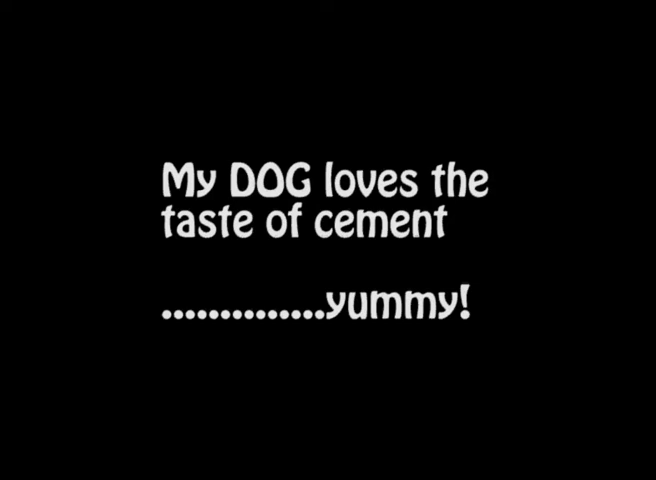 My DOG loves the
taste of cement
..............yummy!